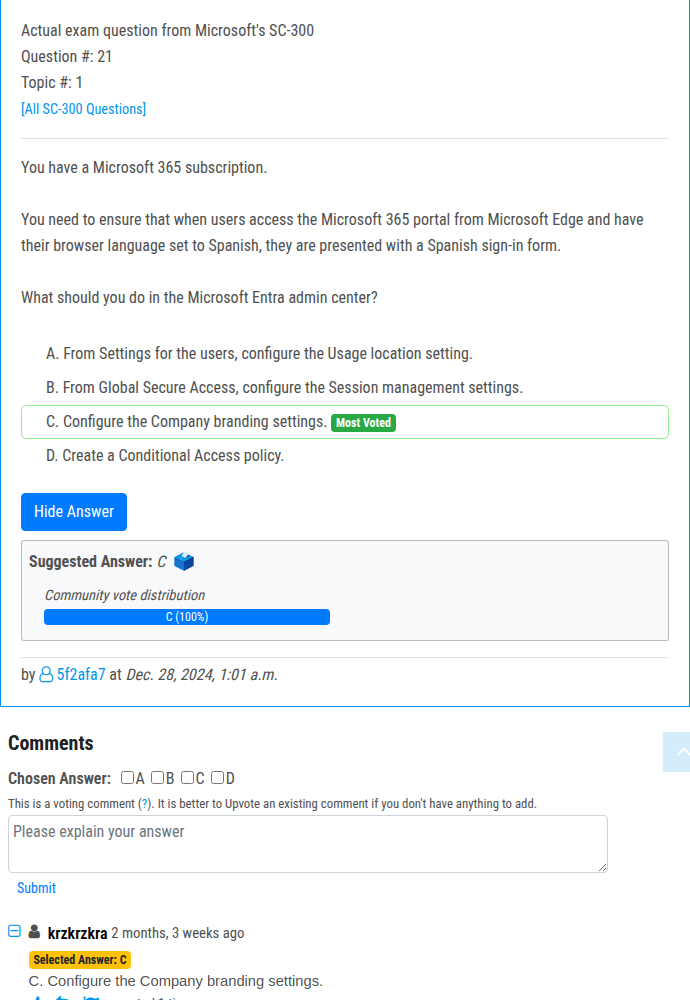 Actual exam question from Microsoft's SC-300
Question #: 21
Topic #: 1
[All SC-300 Questions]
You have a Microsoft 365 subscription.
You need to ensure that when users access the Microsoft 365 portal from Microsoft Edge and have
their browser language set to Spanish, they are presented with a Spanish sign-in form.
What should you do in the Microsoft Entra admin center?
A. From Settings for the users, configure the Usage location setting.
B. From Global Secure Access, configure the Session management settings.
C. Configure the Company branding settings. Most Voted
D. Create a Conditional Access policy.
Hide Answer
Suggested Answer: C
Community vote distribution
C (100%)
by 5f2afa7 at Dec. 28, 2024, 1:01 a.m.
Comments
Chosen Answer: A B C D
This is a voting comment (?). It is better to Upvote an existing comment if you don't have anything to add.
Please explain your answer
Submit
krzkrzkra 2 months, 3 weeks ago
Selected Answer: C
C. Configure the Company branding settings.